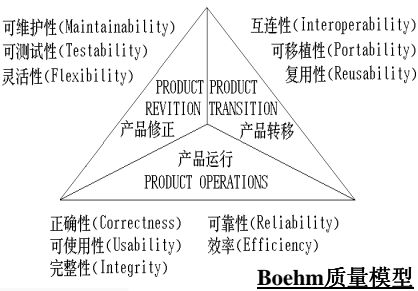 可维护性(Maintainability)
可测试性(Testability)
灵活性(Flexibility)
互连性(Interoperability)
可移植性(Portability)
复用性(Reusability)
PRODUCT
REVITION
产品修正
PRODUCT
TRANSITION
产品转移
产品运行
PRODUCT OPERATIONS
正确性(Correctness)
可使用性(Usability)
完整性(Integrity)
可靠性(Reliability)
效率(Efficiency)
Boehm质量模型